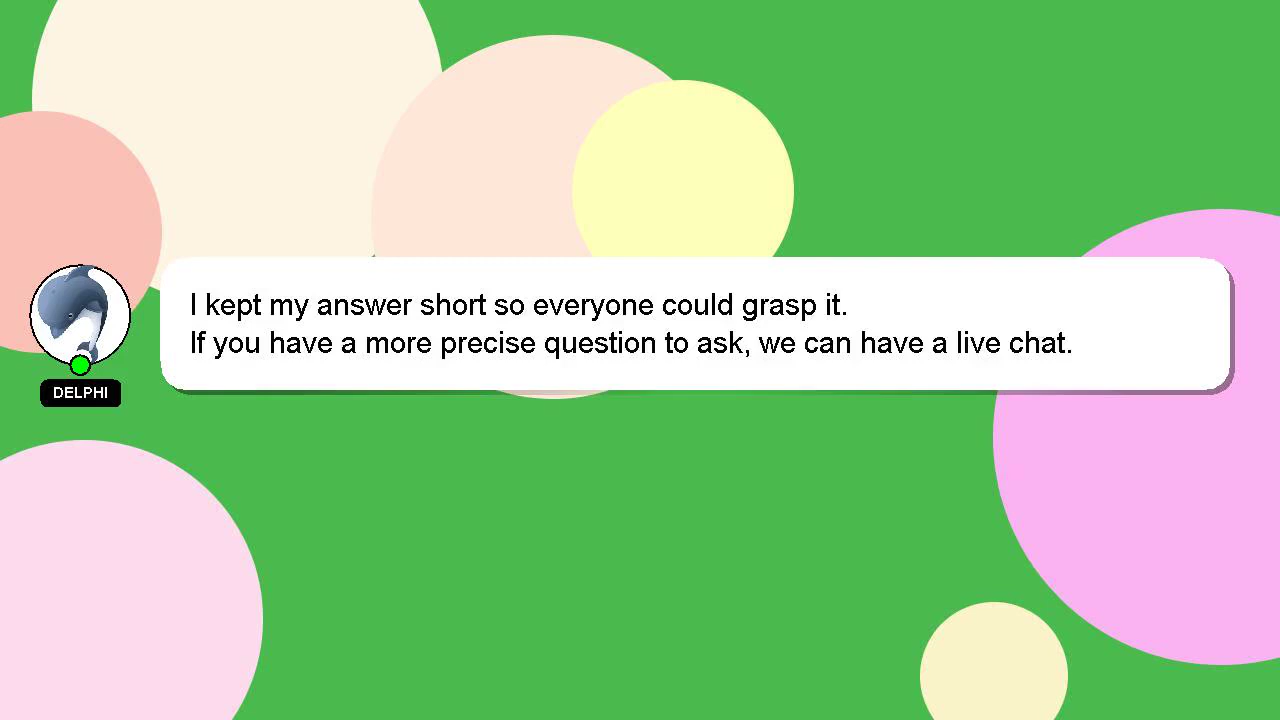 I kept my answer short so everyone could grasp it.
If you have a more precise question to ask, we can have a live chat.
DELPHI